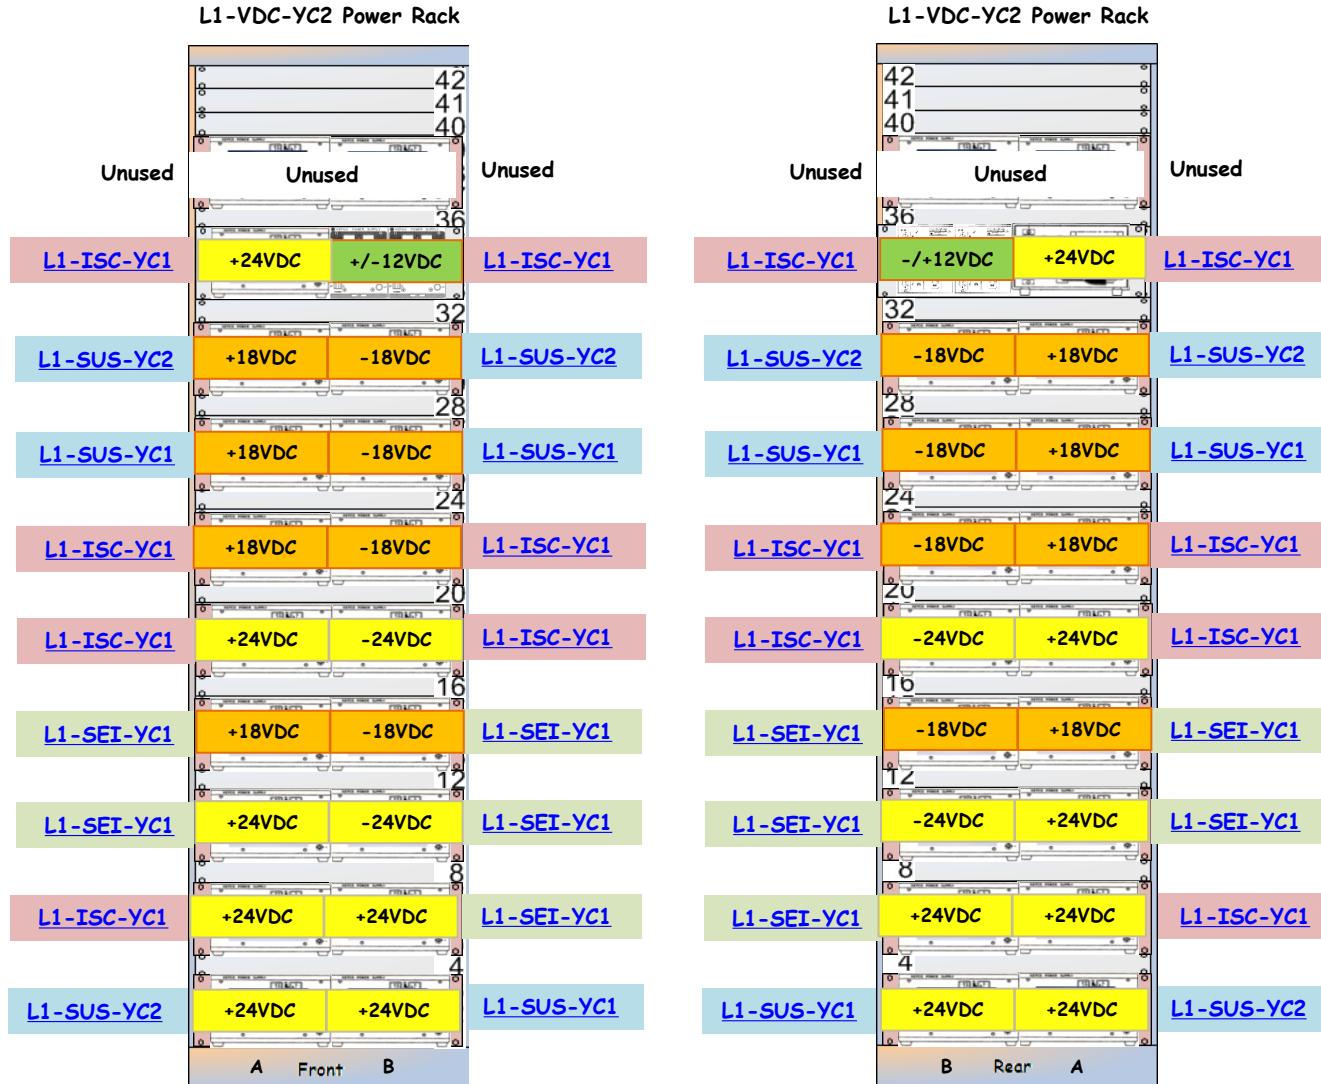 L1-VDC-YC2 Power Rack
42
41
40
Unused Unused Unused
36
L1-ISC-YC1 +24VDC +/-12VDC L1-ISC-YC1
32
L1-SUS-YC2 +18VDC -18VDC L1-SUS-YC2
28
L1-SUS-YC1 +18VDC -18VDC L1-SUS-YC1
24
L1-ISC-YC1 +18VDC -18VDC L1-ISC-YC1
20
L1-ISC-YC1 +24VDC -24VDC L1-ISC-YC1
16
L1-SEI-YC1 +18VDC -18VDC L1-SEI-YC1
12
L1-SEI-YC1 +24VDC -24VDC L1-SEI-YC1
8
L1-ISC-YC1 +24VDC +24VDC L1-SEI-YC1
4
L1-SUS-YC2 +24VDC +24VDC L1-SUS-YC1
A Front B
L1-VDC-YC2 Power Rack
42
41
40
Unused Unused Unused
36
L1-ISC-YC1 -/+12VDC +24VDC L1-ISC-YC1
32
L1-SUS-YC2 -18VDC +18VDC L1-SUS-YC2
28
L1-SUS-YC1 -18VDC +18VDC L1-SUS-YC1
24
L1-ISC-YC1 -18VDC +18VDC L1-ISC-YC1
20
L1-ISC-YC1 -24VDC +24VDC L1-ISC-YC1
16
L1-SEI-YC1 -18VDC +18VDC L1-SEI-YC1
12
L1-SEI-YC1 -24VDC +24VDC L1-SEI-YC1
8
L1-SEI-YC1 +24VDC +24VDC L1-ISC-YC1
4
L1-SUS-YC1 +24VDC +24VDC L1-SUS-YC2
B Rear A